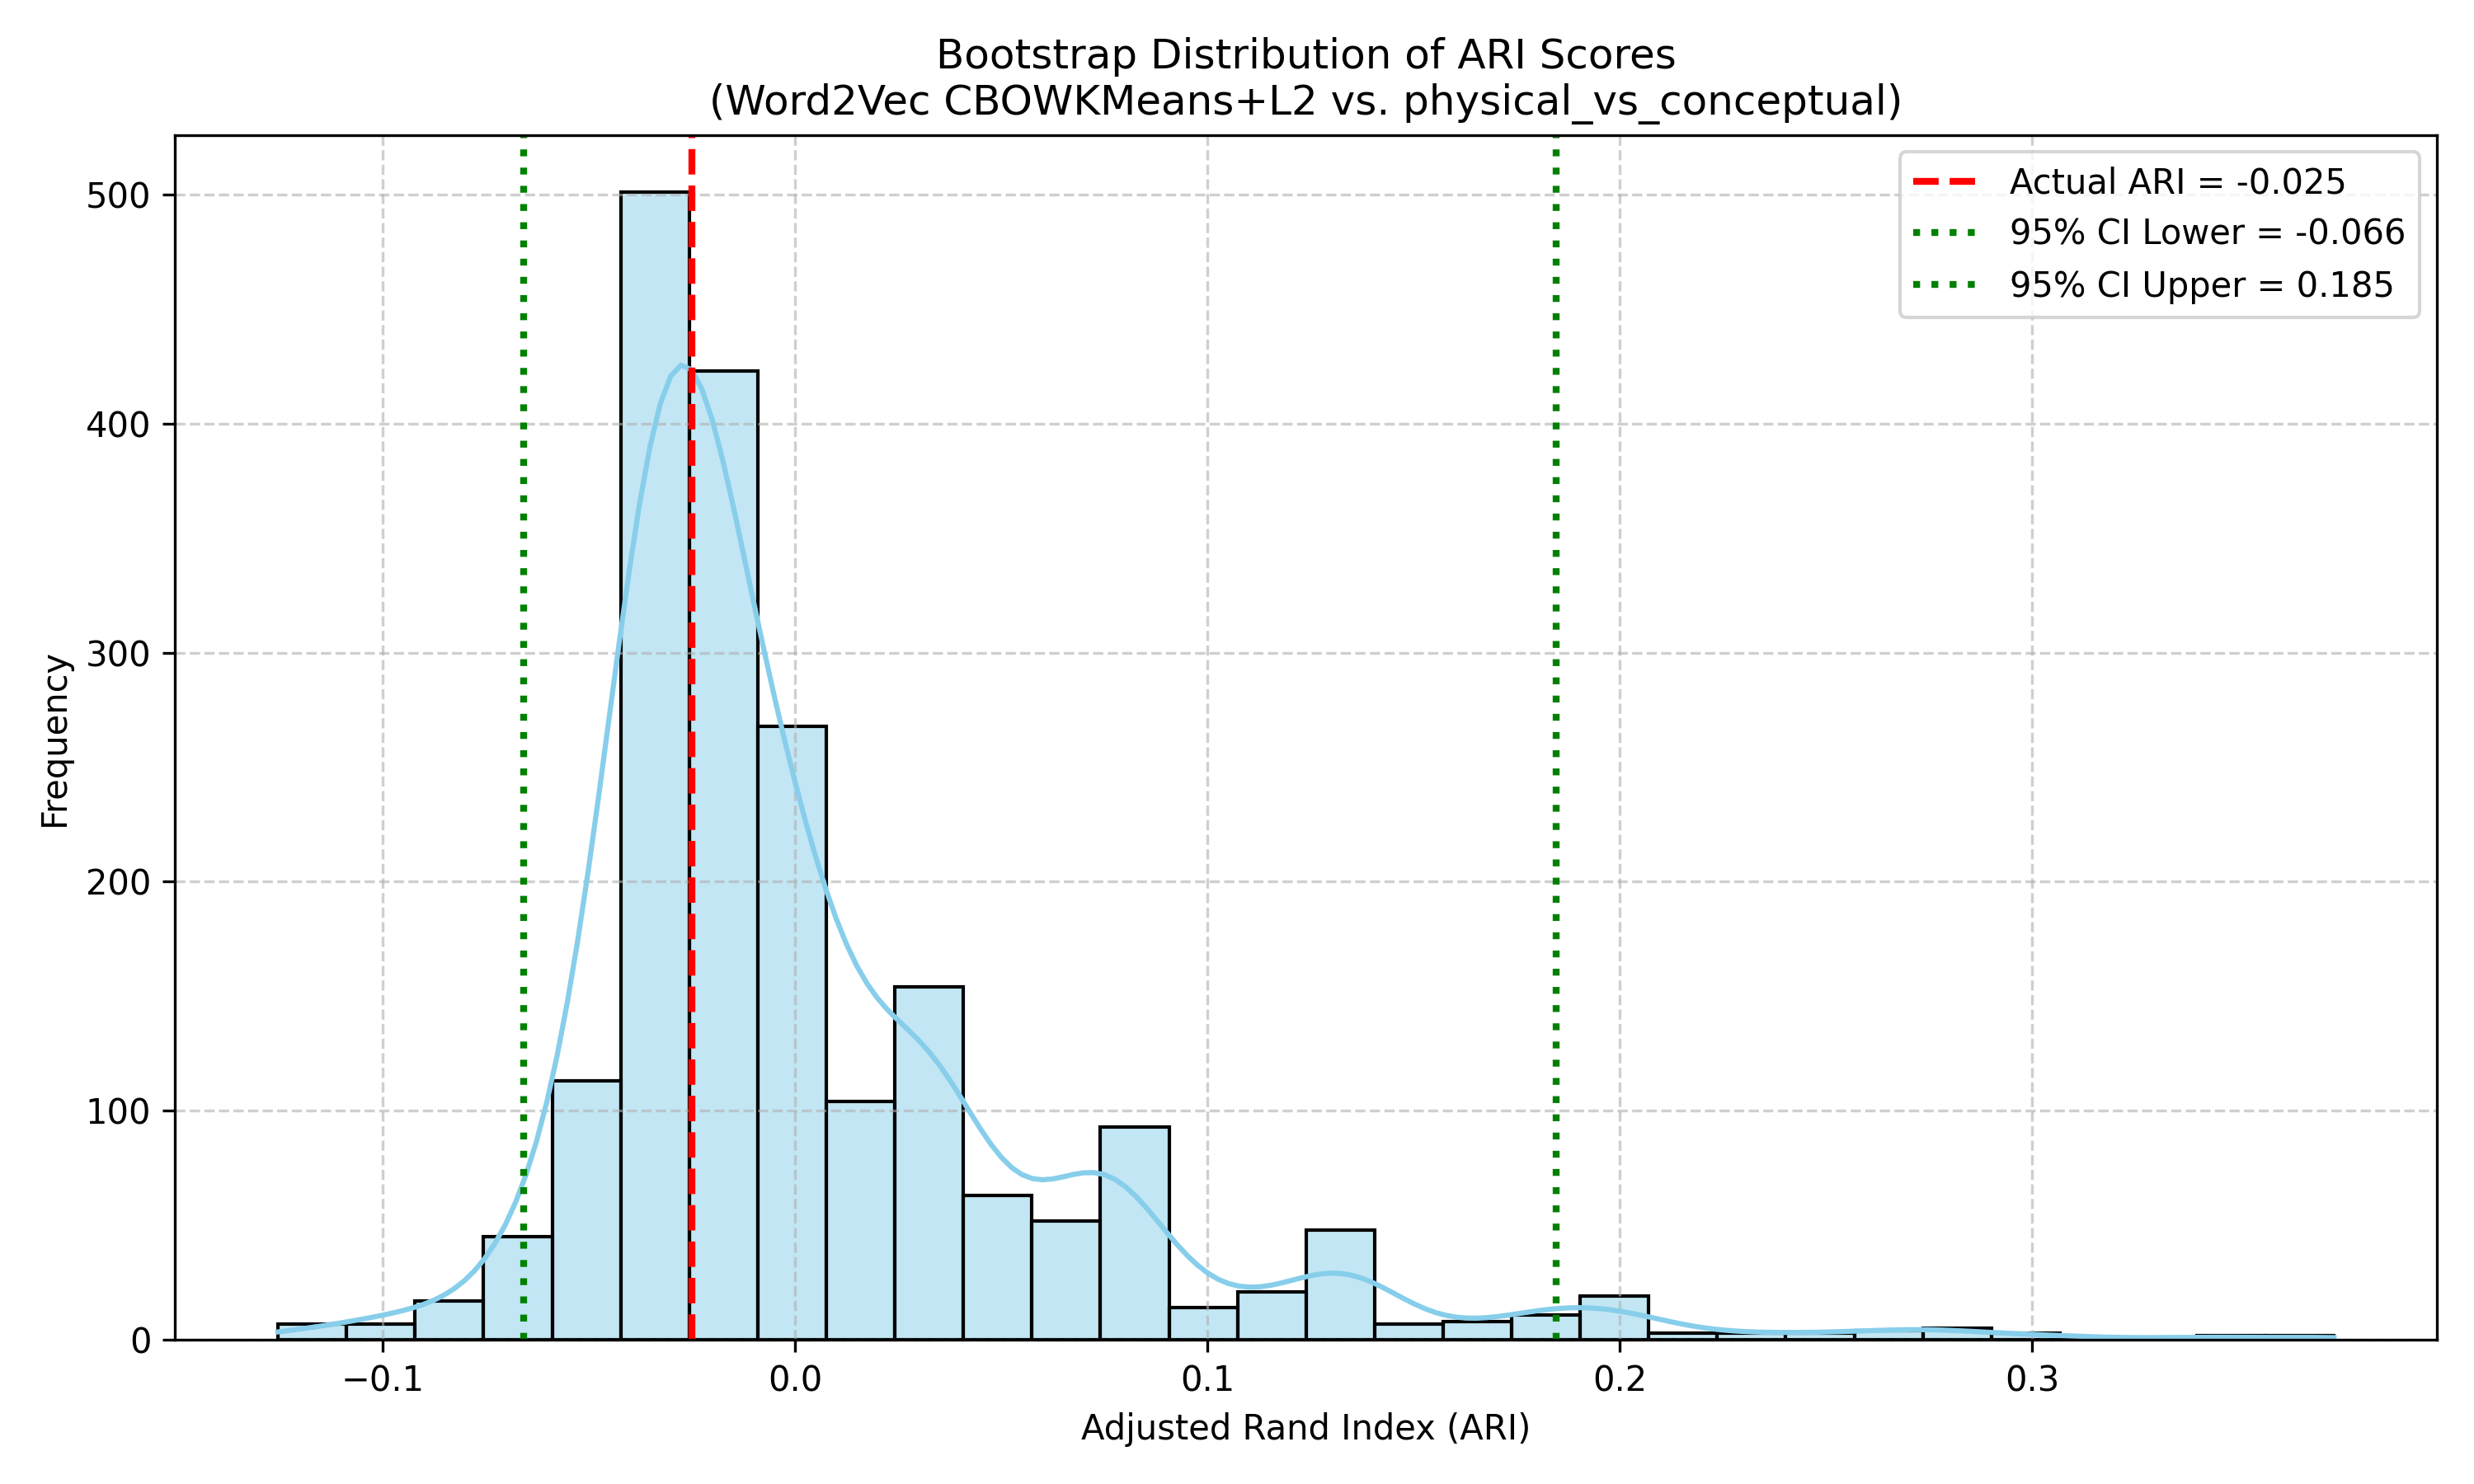 Bootstrap Distribution of ARI Scores
(Word2Vec CBOWKMeans+L2 vs. physical_vs_conceptual)
Actual ARI = -0.025
95% CI Lower = -0.066
95% CI Upper = 0.185
Frequency
500
400
300
200
100
0
−0.1
0.0
0.1
0.2
0.3
Adjusted Rand Index (ARI)